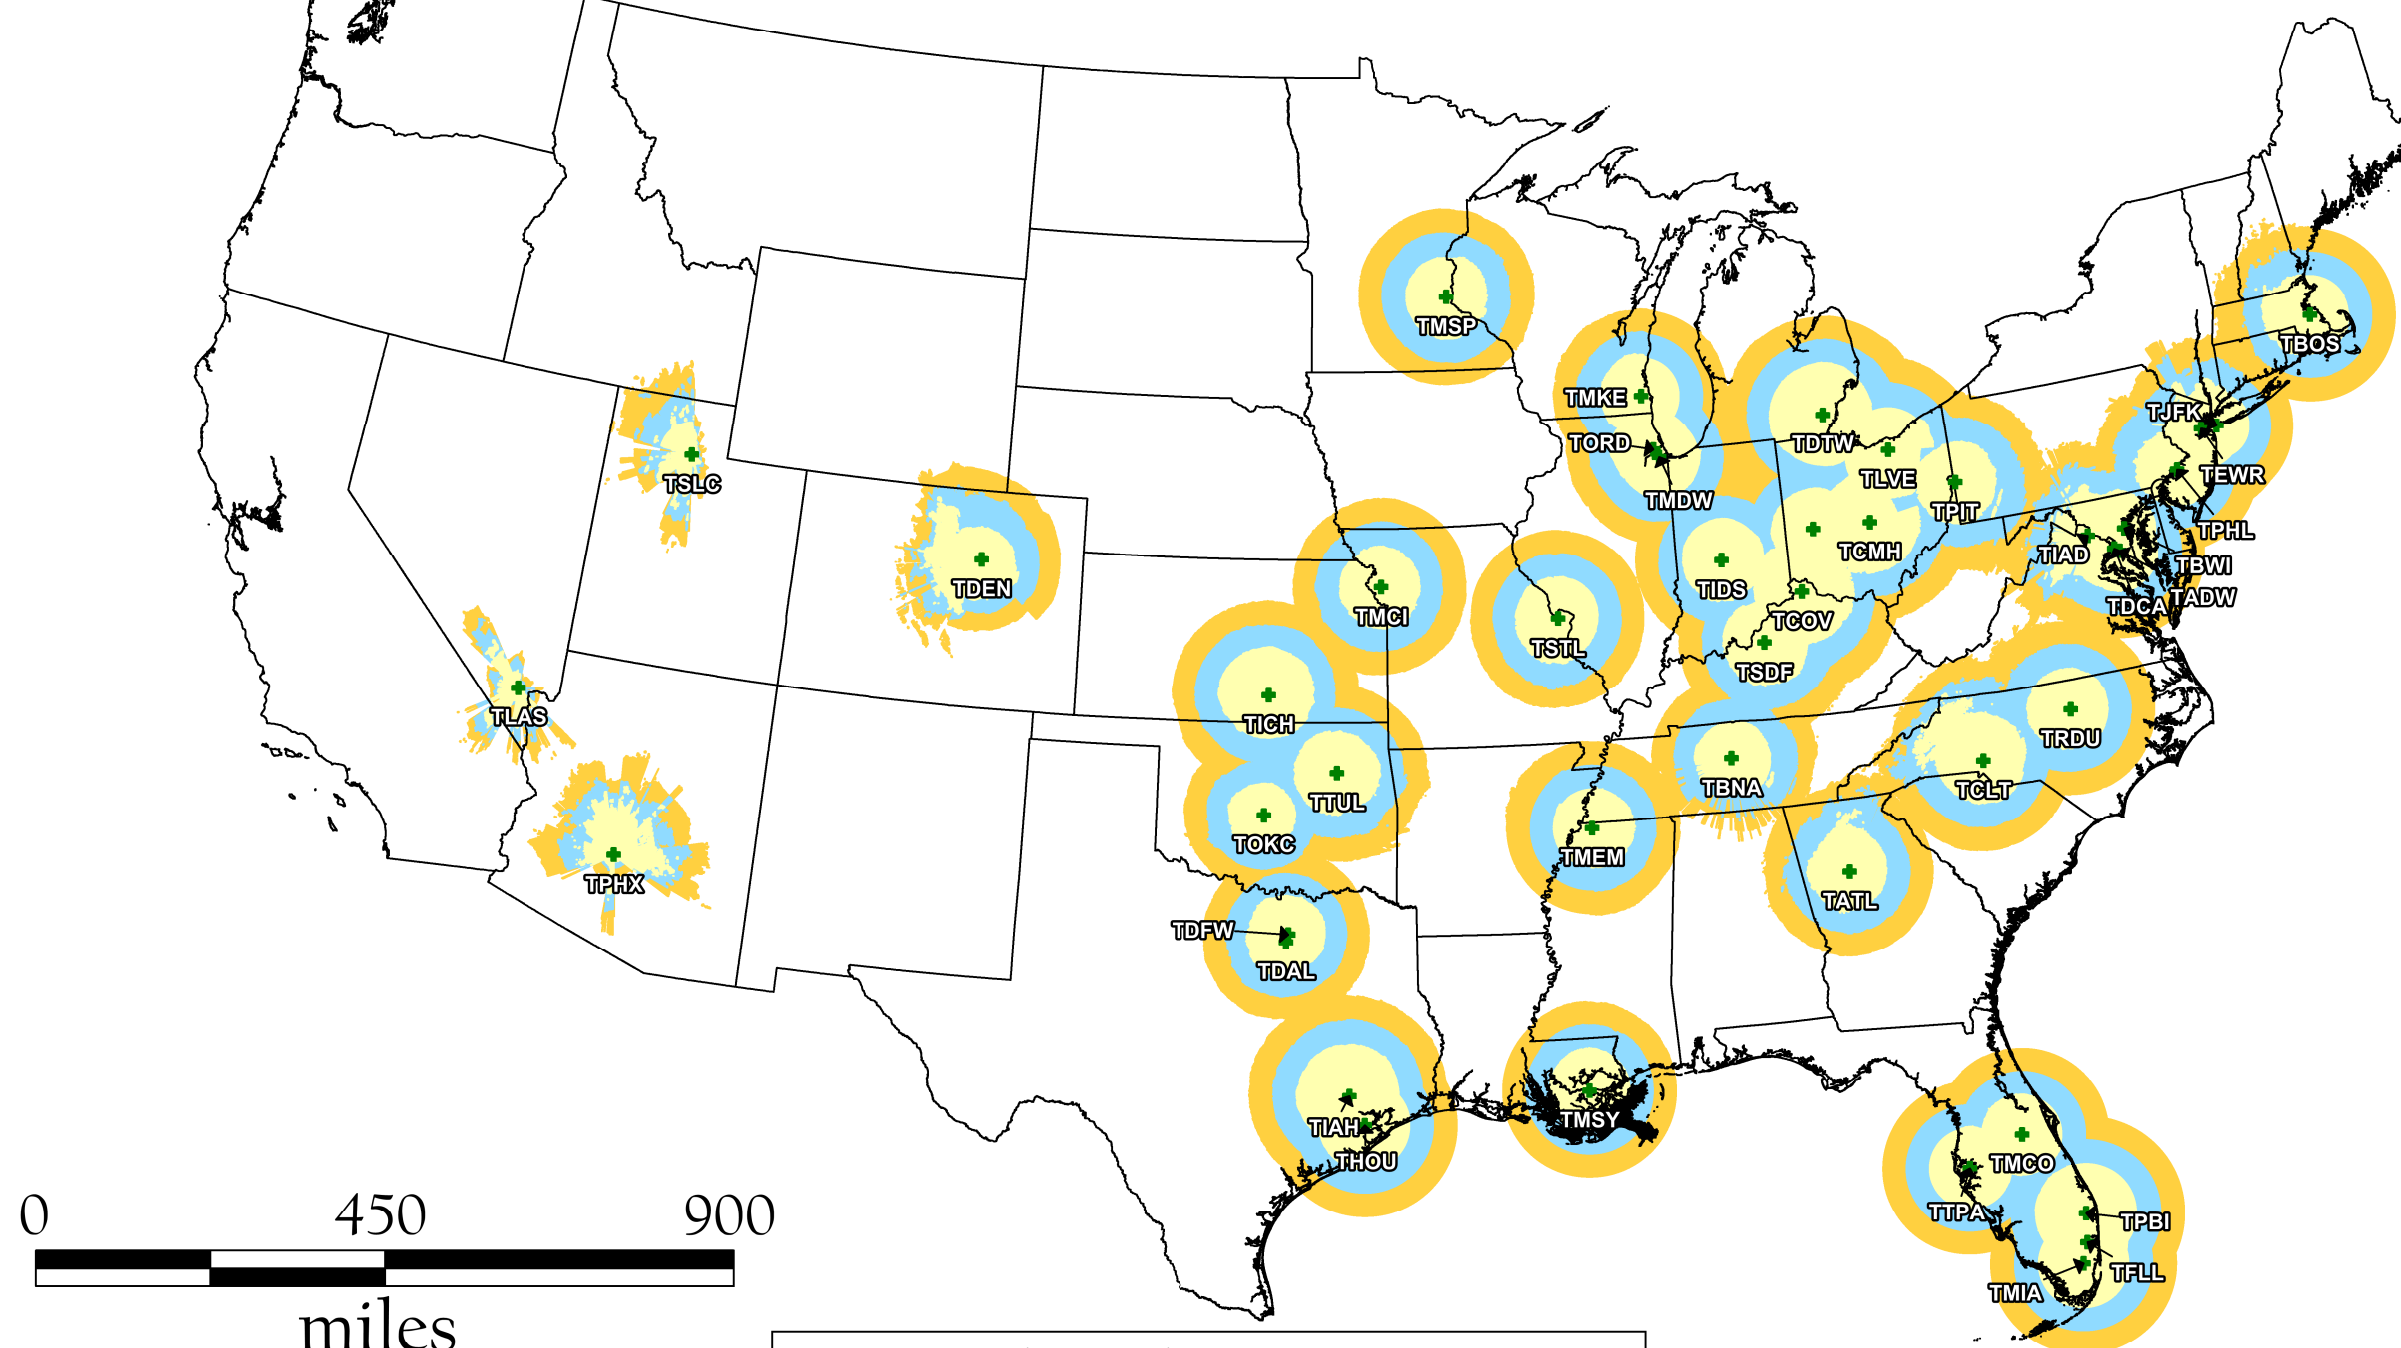 TMSP
TBOS
TMKE
TJFK
TORD
TDTW
TLVE
TEWR
TSLC
TMDW
TPIT
TPHL
TCMH
TIAD
TBWI
TDEN
TIDS
TADW
TDCA
TMCI
TCOV
TSTL
TSDF
TLAS
TICH
TRDU
TBNA
TCLT
TTUL
TOKC
TMEM
TPHX
TATL
TDFW
TDAL
TIAH
TMSY
THOU
TMCO
TTPA
TPBI
TFLL
TMIA
0 450 900
miles